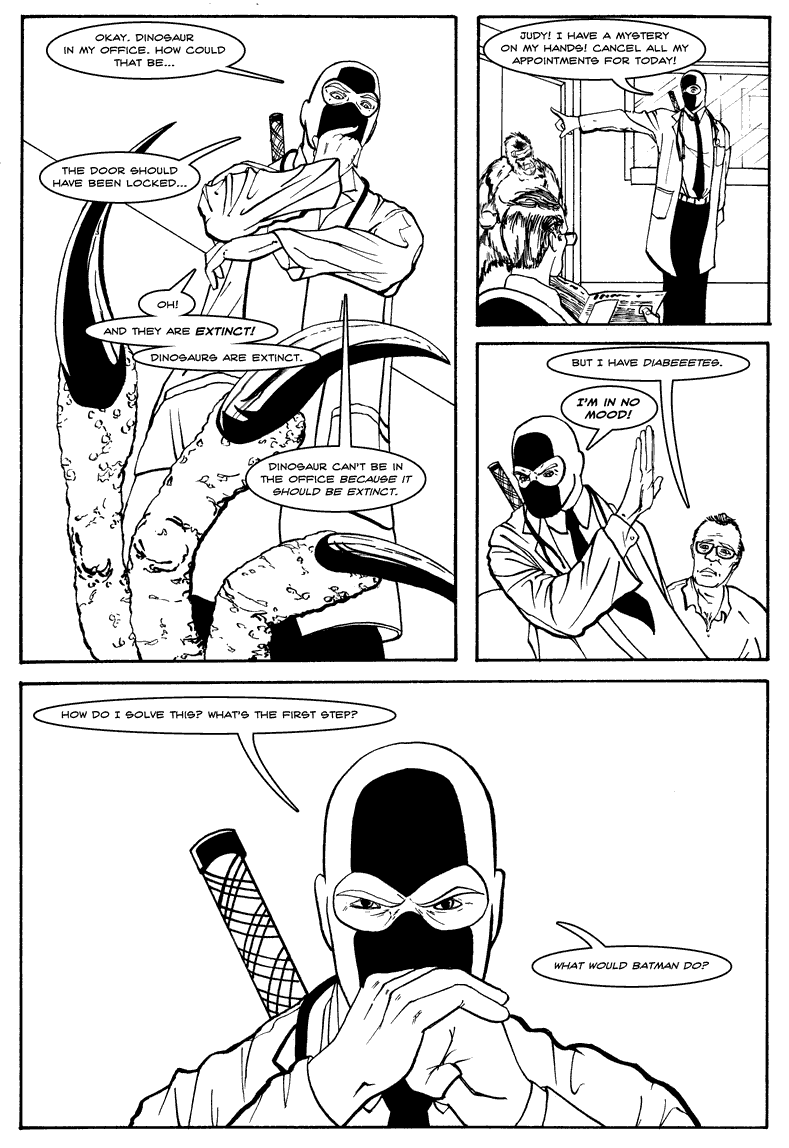 OKAY. DINOSAUR
IN MY OFFICE. HOW COULD
THAT BE...
THE DOOR SHOULD
HAVE BEEN LOCKED...
OH!
AND THEY ARE EXTINCT!
DINOSAURS ARE EXTINCT.
DINOSAUR CAN'T BE IN
THE OFFICE BECAUSE IT
SHOULD BE EXTINCT.
JUDY! I HAVE A MYSTERY
ON MY HANDS! CANCEL ALL MY
APPOINTMENTS FOR TODAY!
BUT I HAVE DIABEEETES.
I'M IN NO
MOOD!
HOW DO I SOLVE THIS? WHAT'S THE FIRST STEP?
WHAT WOULD BATMAN DO?